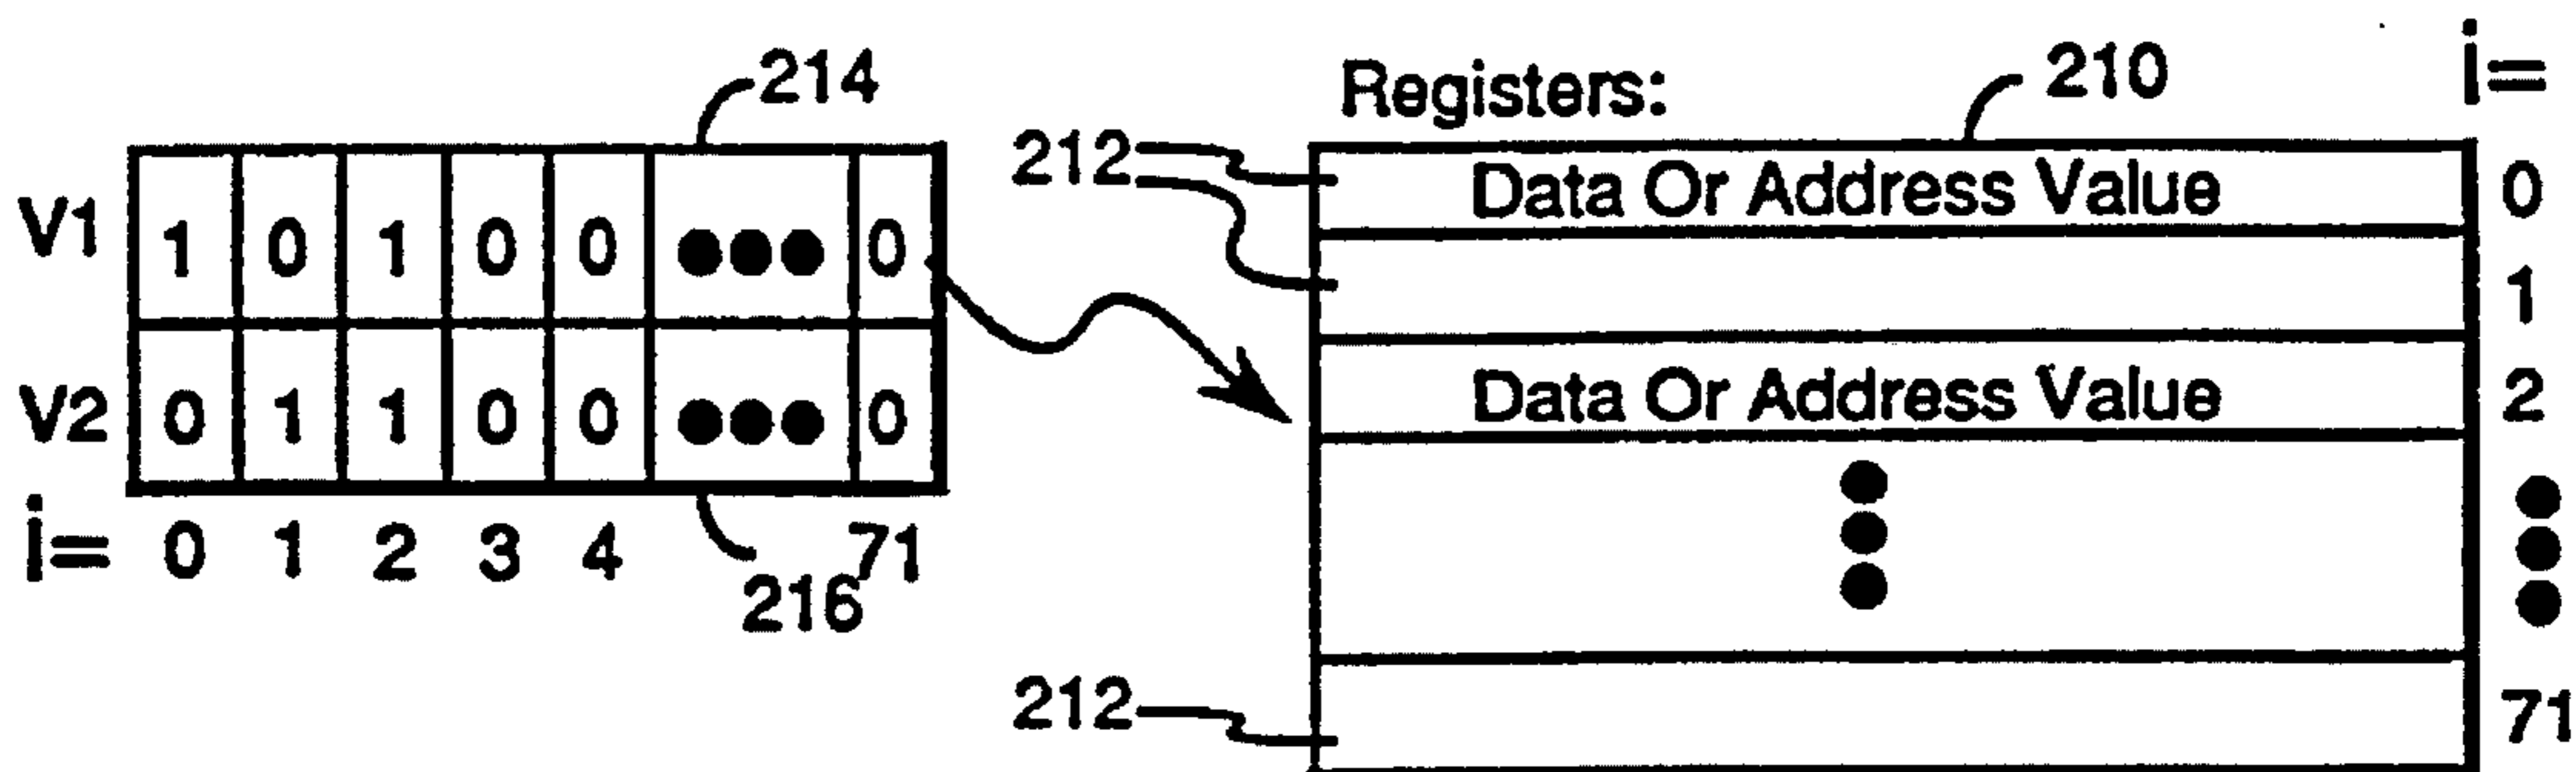 214
V1 1 0 1 0 0 ●●● 0
V2 0 1 1 0 0 ●●● 0
i= 0 1 2 3 4 71
216
Registers:
210
i=
212
Data Or Address Value 0
1
Data Or Address Value 2
212
71